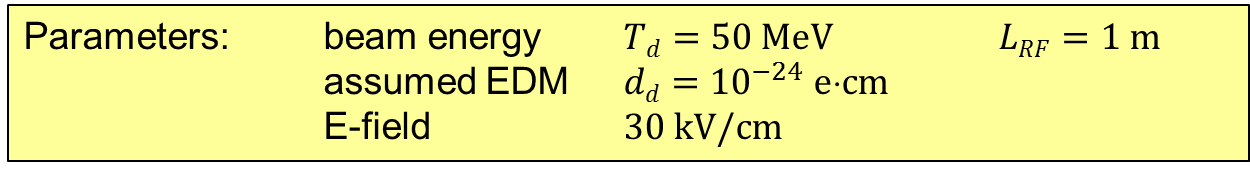 Parameters: beam energy T_d = 50 MeV L_RF = 1 m
assumed EDM d_d = 10^−24 e·cm
E-field 30 kV/cm